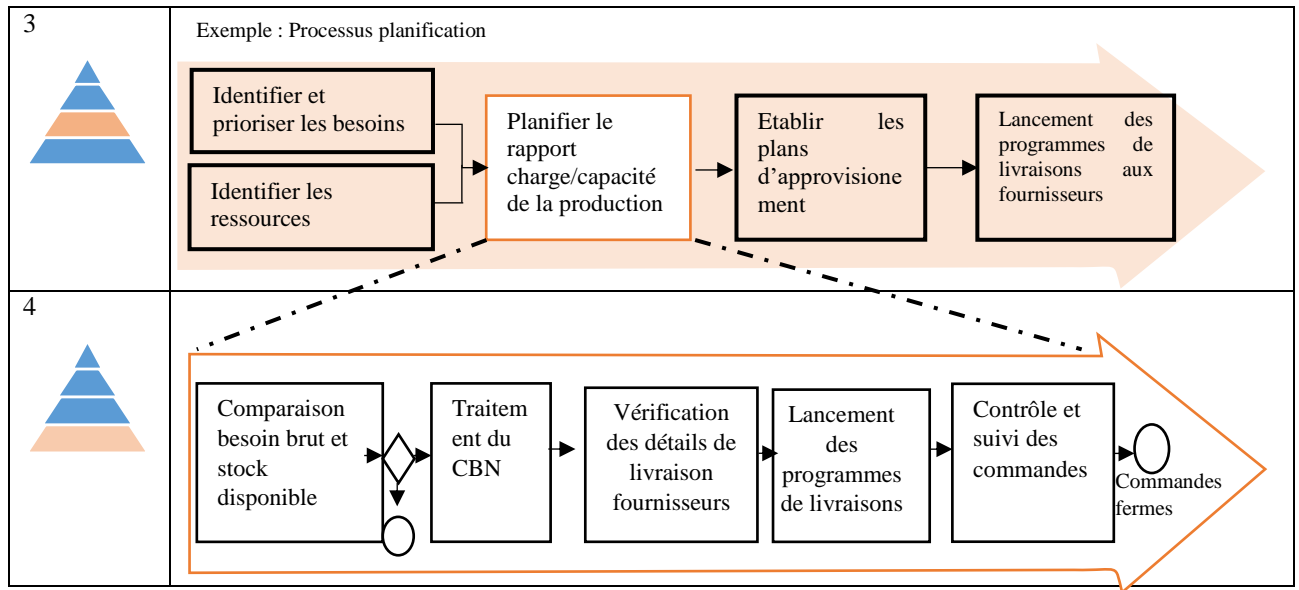 3
Exemple : Processus planification
Identifier et
prioriser les besoins
Identifier les
ressources
Planifier le
rapport
charge/capacité
de la production
Etablir les
plans
d’approvisione
ment
Lancement des
programmes de
livraisons aux
fournisseurs
4
Comparaison
besoin brut et
stock
disponible
Traitem
ent du
CBN
Vérification
des détails de
livraison
fournisseurs
Lancement
des
programmes
de livraisons
Contrôle et
suivi des
commandes
Commandes
fermes